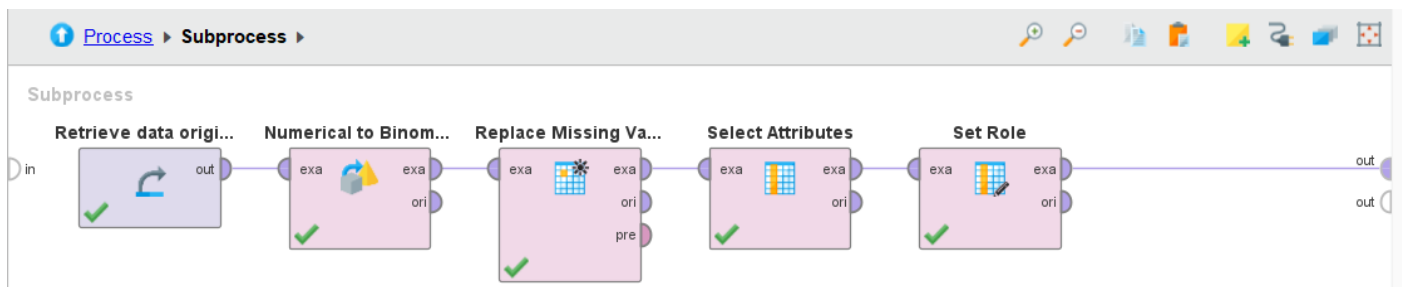 Process ▸ Subprocess ▸
Subprocess
Retrieve data origi... Numerical to Binom... Replace Missing Va... Select Attributes Set Role
in out exa exa exa exa exa exa exa exa out
ori ori ori ori out
pre